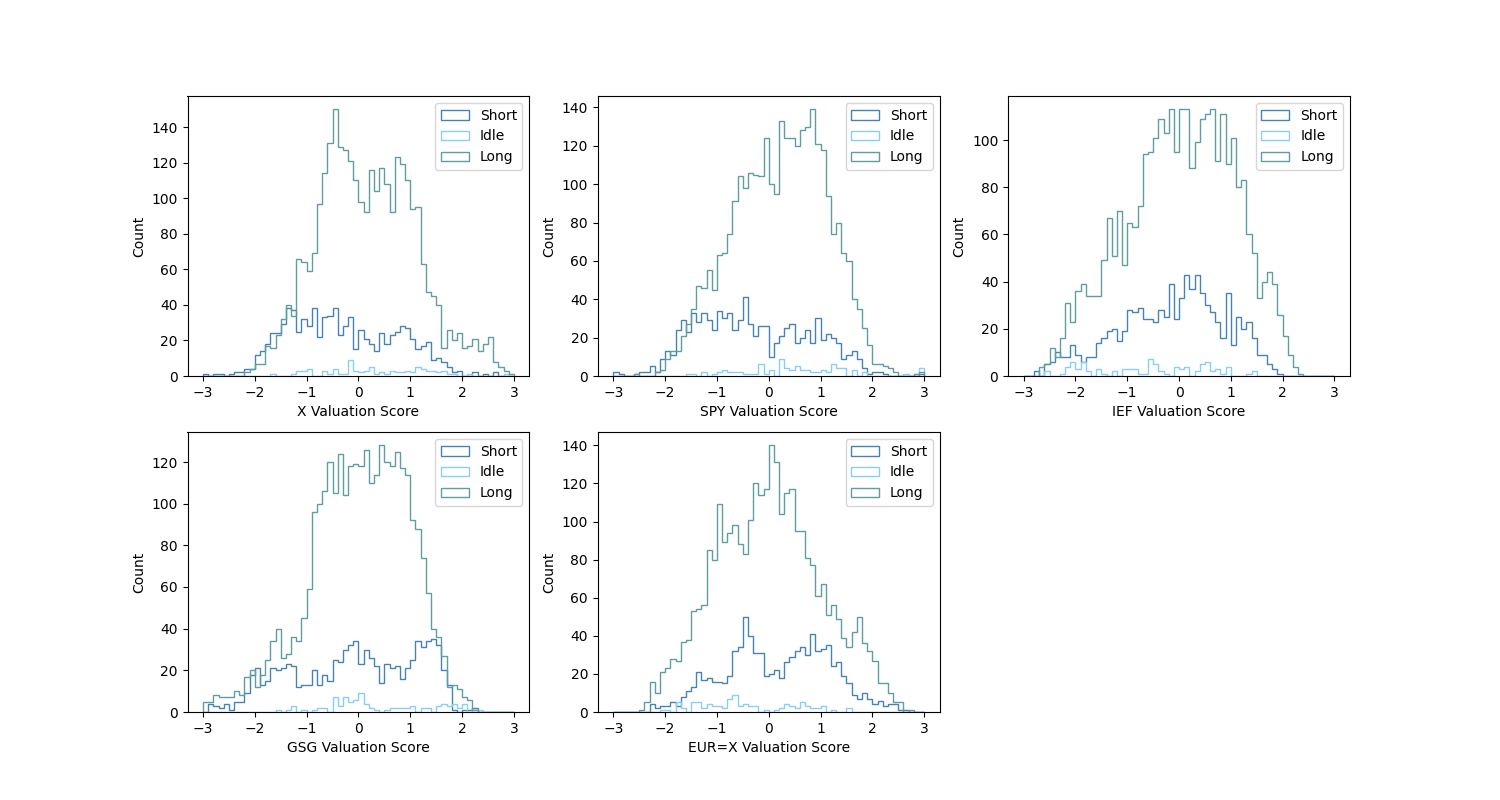 Count
140
120
100
80
60
40
20
0
Short
Idle
Long
−3 −2 −1 0 1 2 3
X Valuation Score
Count
140
120
100
80
60
40
20
0
Short
Idle
Long
−3 −2 −1 0 1 2 3
SPY Valuation Score
Count
100
80
60
40
20
0
Short
Idle
Long
−3 −2 −1 0 1 2 3
IEF Valuation Score
Count
120
100
80
60
40
20
0
Short
Idle
Long
−3 −2 −1 0 1 2 3
GSG Valuation Score
Count
140
120
100
80
60
40
20
0
Short
Idle
Long
−3 −2 −1 0 1 2 3
EUR=X Valuation Score